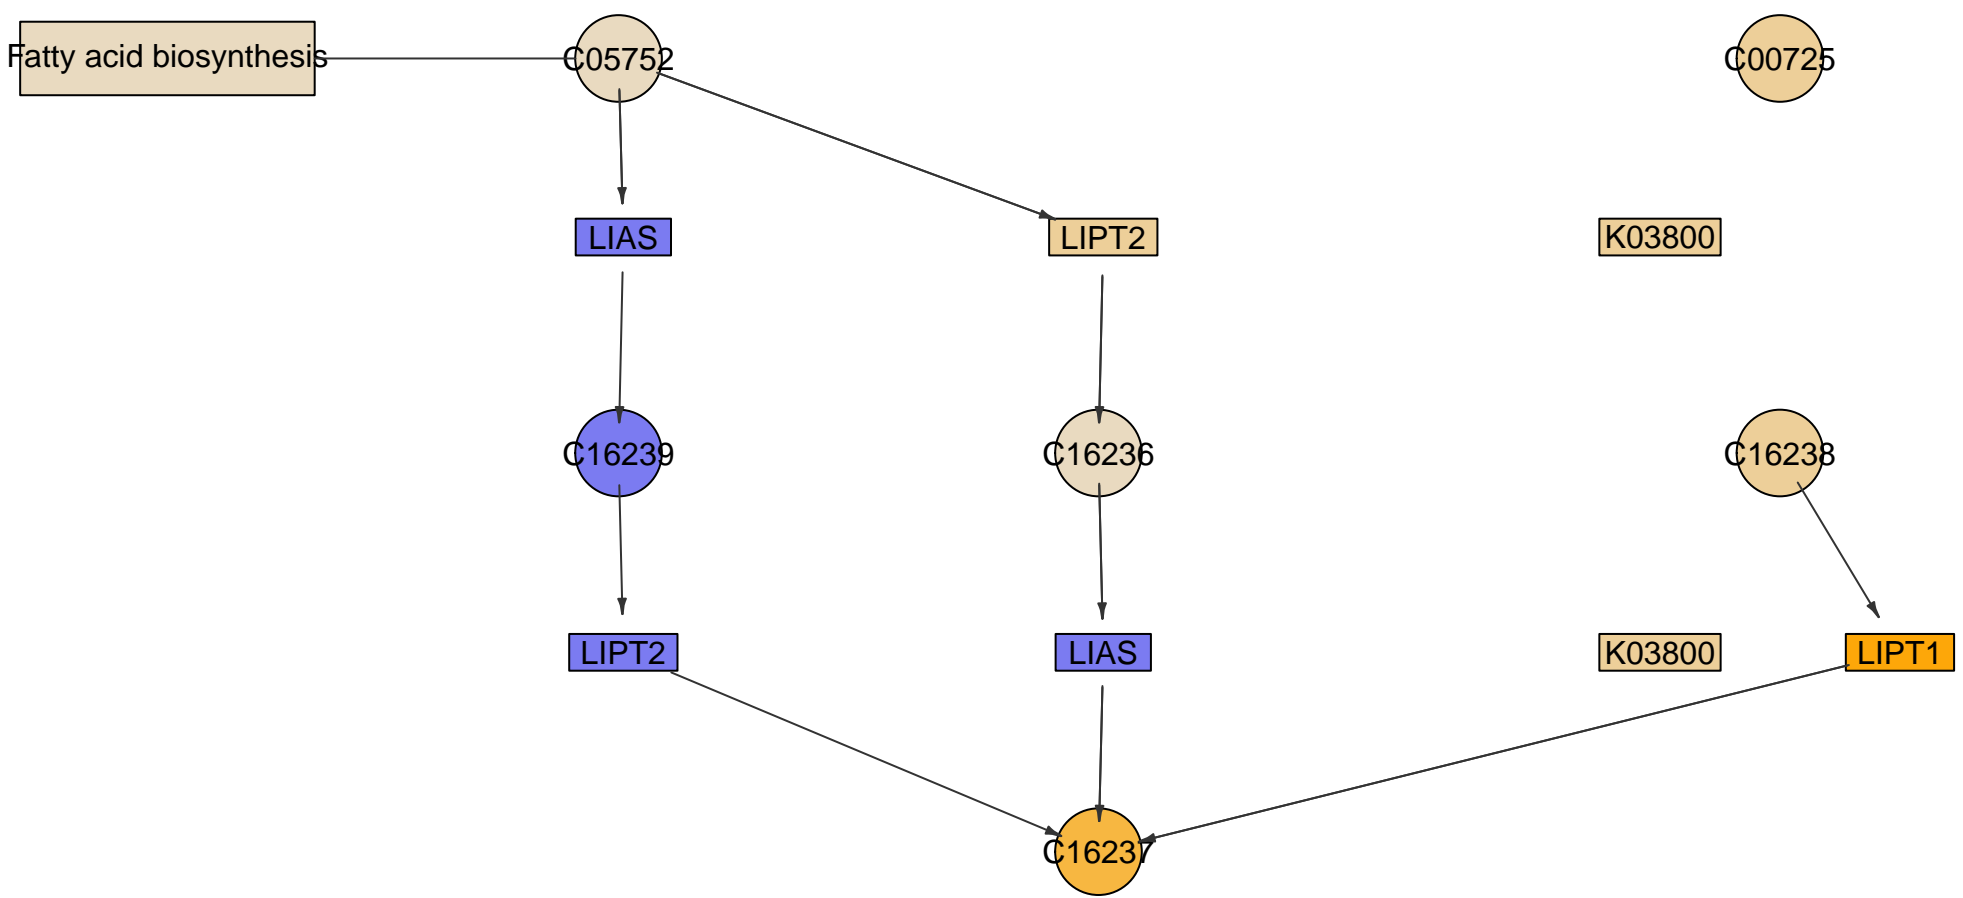 Fatty acid biosynthesis
C05752
C00725
LIAS
LIPT2
K03800
C16239
C16236
C16238
LIPT2
LIAS
K03800
LIPT1
C16237